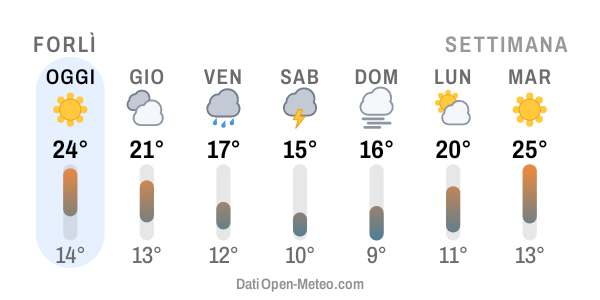 FORLÌ SETTIMANA
OGGI GIO VEN SAB DOM LUN MAR
24° 21° 17° 15° 16° 20° 25°
14° 13° 12° 10° 9° 11° 13°
Dati Open-Meteo.com